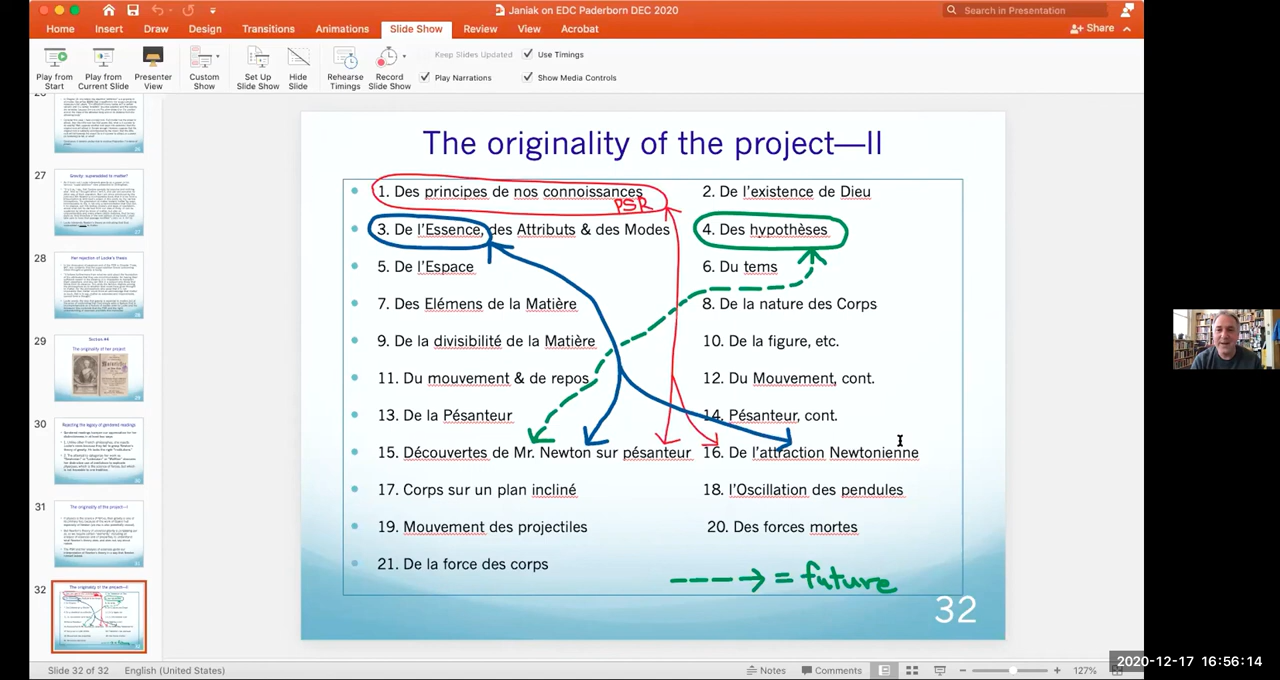 Janiak on EDC Paderborn DEC 2020
Search in Presentation
Home Insert Draw Design Transitions Animations Slide Show Review View Acrobat
Share
Play from Start
Play from Current Slide
Presenter View
Custom Show
Set Up Slide Show
Hide Slide
Rehearse Timings
Record Slide Show
Keep Slides Updated
Use Timings
Play Narrations
Show Media Controls
27
28
29
30
31
32
The originality of the project—II
1. Des principes de nos connaissances
PSR
2. De l'existence de Dieu
3. De l'Essence, des Attributs & des Modes
4. Des hypothèses
5. De l'Espace
6. Du tems
7. Des Elémens de la matière
8. De la nature des Corps
9. De la divisibilité de la Matière
10. De la figure, etc.
11. Du mouvement & de repos
12. Du Mouvement, cont.
13. De la Pésanteur
14. Pésanteur, cont.
15. Découvertes de Mr. Newton sur pésanteur
16. De l'attraction Newtonienne
17. Corps sur un plan incliné
18. l'Oscillation des pendules
19. Mouvement des projectiles
20. Des forces mortes
21. De la force des corps
= future
32
Slide 32 of 32
English (United States)
Notes
Comments
127%
2020-12-17 16:56:14